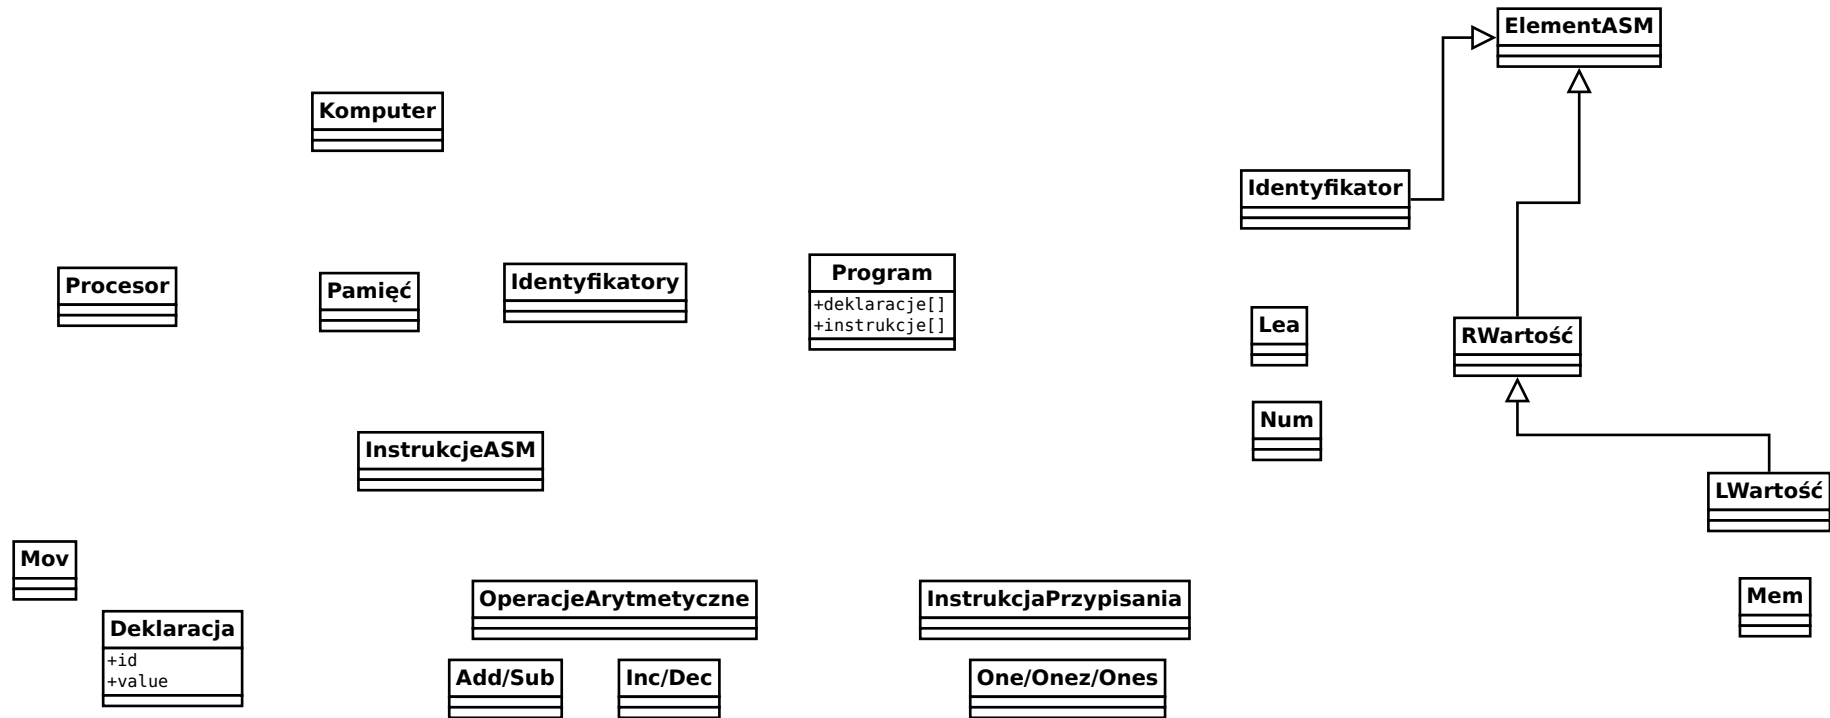 ElementASM
Komputer
Identyfikator
Procesor
Pamięć
Identyfikatory
Program
+deklaracje[]
+instrukcje[]
Lea
RWartość
Num
InstrukcjeASM
LWartość
Mov
Deklaracja
+id
+value
OperacjeArytmetyczne
InstrukcjaPrzypisania
Mem
Add/Sub
Inc/Dec
One/Onez/Ones